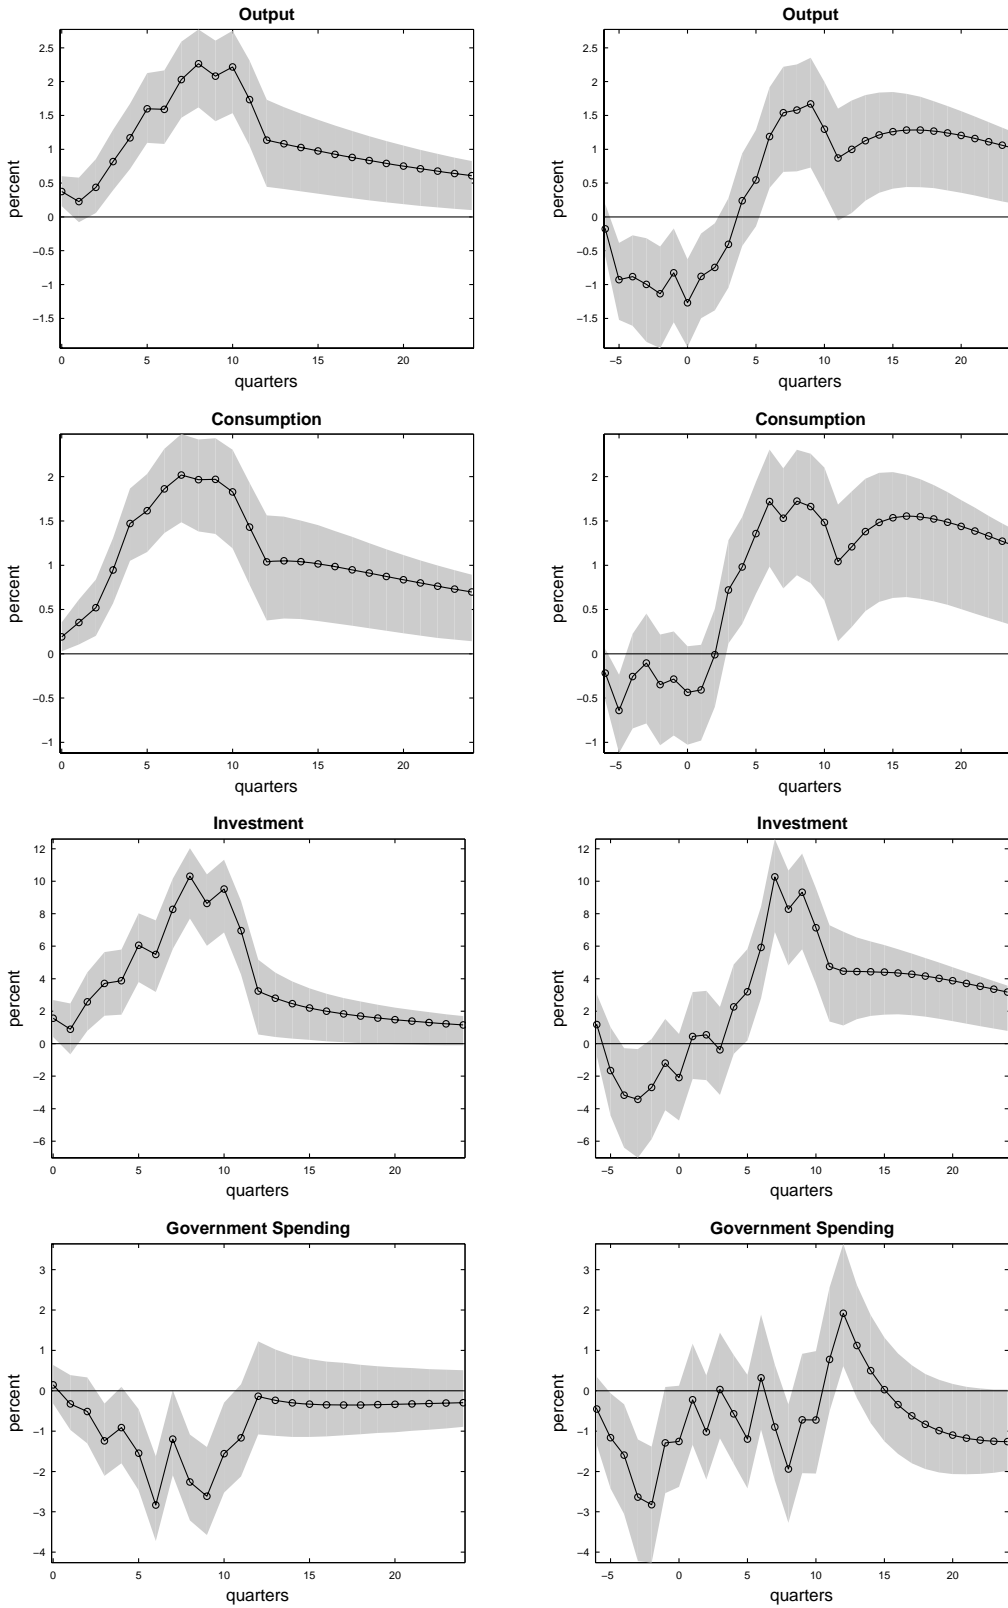 Output
percent
2.5
2
1.5
1
0.5
0
−0.5
−1
−1.5
0 5 10 15 20
quarters
Output
percent
2.5
2
1.5
1
0.5
0
−0.5
−1
−1.5
−5 0 5 10 15 20
quarters
Consumption
percent
2
1.5
1
0.5
0
−0.5
−1
0 5 10 15 20
quarters
Consumption
percent
2
1.5
1
0.5
0
−0.5
−1
−5 0 5 10 15 20
quarters
Investment
percent
12
10
8
6
4
2
0
−2
−4
−6
0 5 10 15 20
quarters
Investment
percent
12
10
8
6
4
2
0
−2
−4
−6
−5 0 5 10 15 20
quarters
Government Spending
percent
3
2
1
0
−1
−2
−3
−4
0 5 10 15 20
quarters
Government Spending
percent
3
2
1
0
−1
−2
−3
−4
−5 0 5 10 15 20
quarters